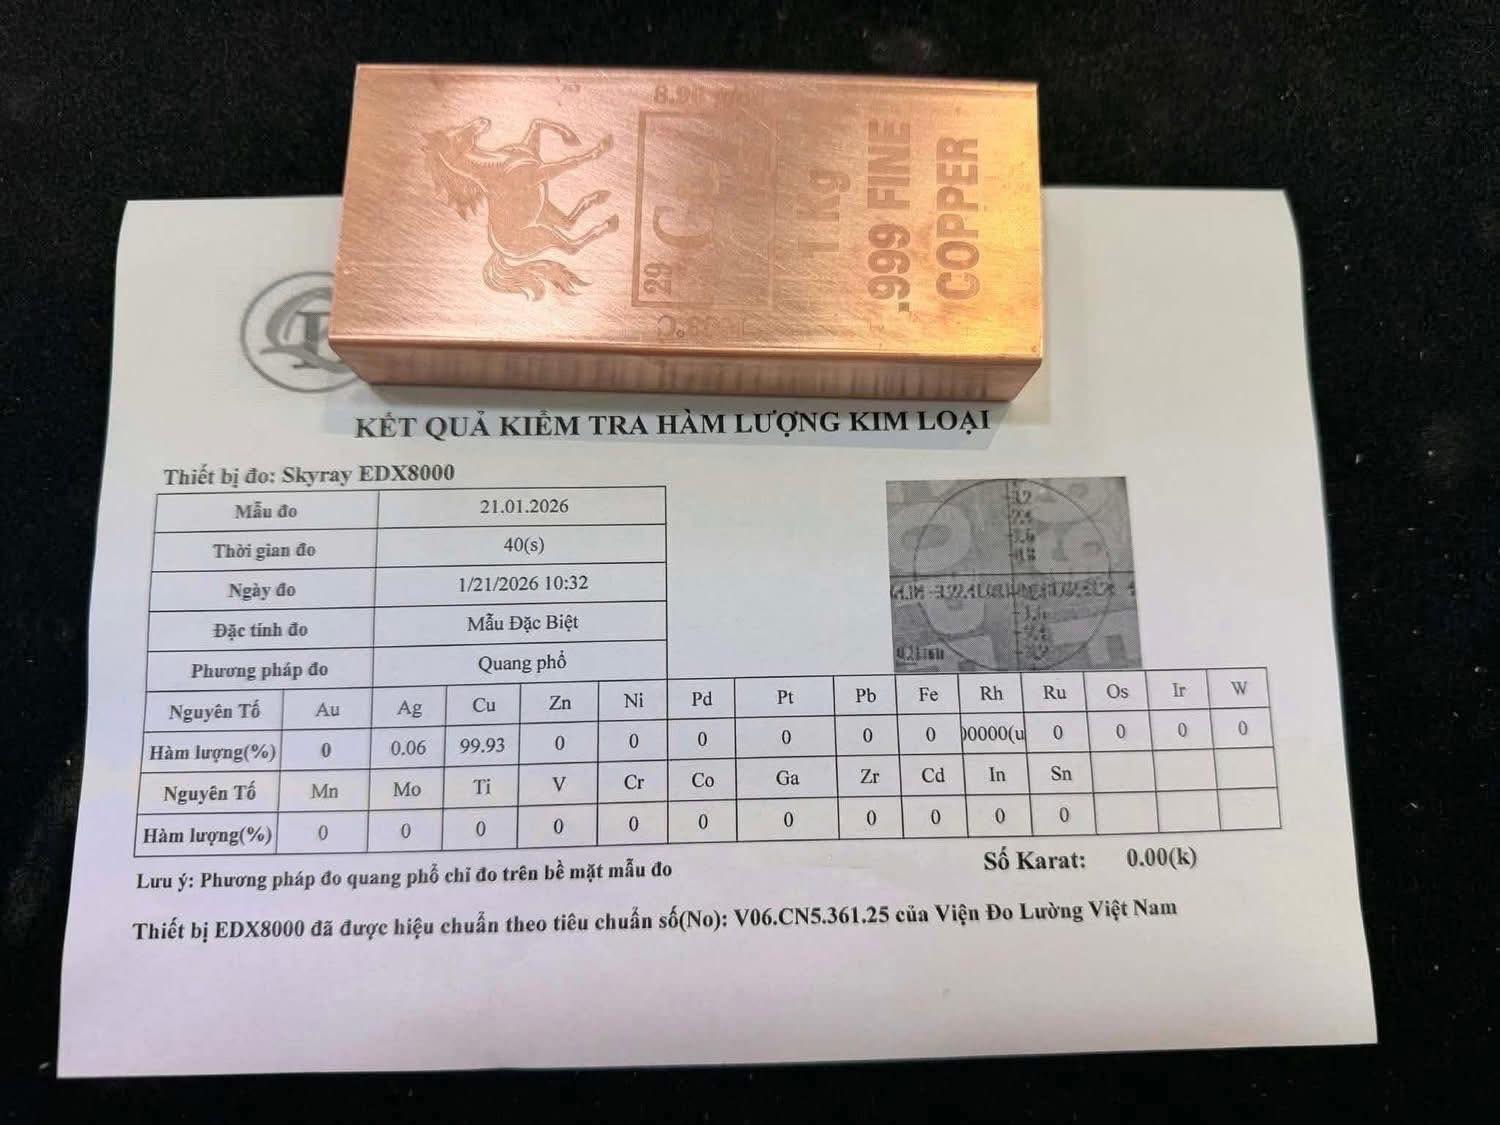 8.96
29
Cu
1 Kg
.999 FINE
COPPER
KẾT QUẢ KIỂM TRA HÀM LƯỢNG KIM LOẠI
Thiết bị đo: Skyray EDX8000
Mẫu đo 21.01.2026
Thời gian đo 40(s)
Ngày đo 1/21/2026 10:32
Đặc tính đo Mẫu Đặc Biệt
Phương pháp đo Quang phổ
Nguyên Tố Au Ag Cu Zn Ni Pd Pt Pb Fe Rh Ru Os Ir W
Hàm lượng(%) 0 0.06 99.93 0 0 0 0 0 0 00000(u 0 0 0 0
Nguyên Tố Mn Mo Ti V Cr Co Ga Zr Cd In Sn
Hàm lượng(%) 0 0 0 0 0 0 0 0 0 0 0
Số Karat: 0.00(k)
Lưu ý: Phương pháp đo quang phổ chỉ đo trên bề mặt mẫu đo
Thiết bị EDX8000 đã được hiệu chuẩn theo tiêu chuẩn số(No): V06.CN5.361.25 của Viện Đo Lường Việt Nam